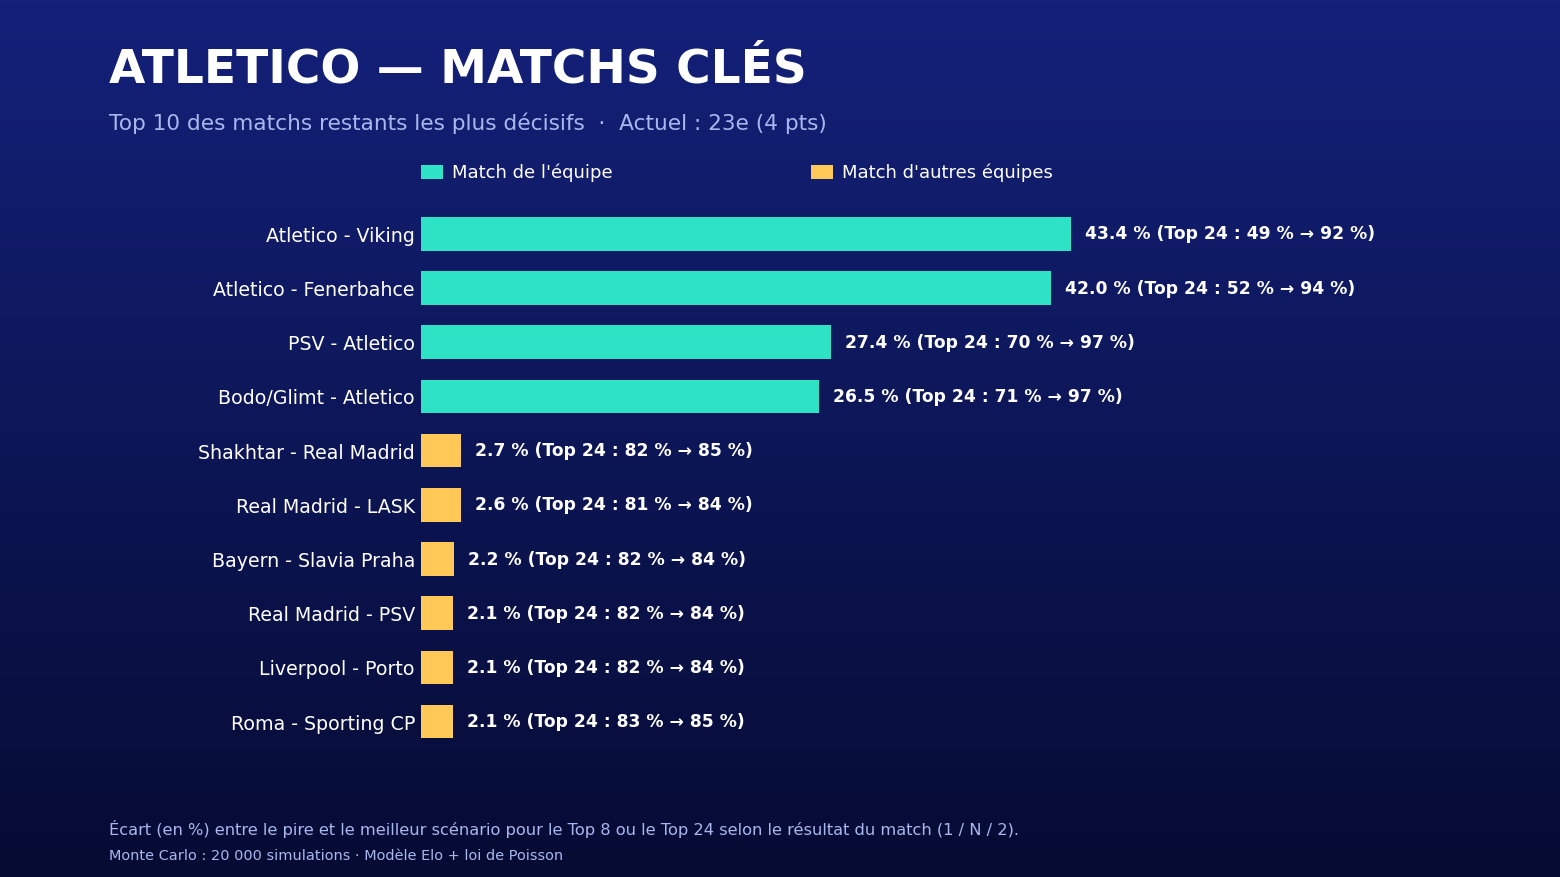 ATLETICO — MATCHS CLÉS
Top 10 des matchs restants les plus décisifs · Actuel : 23e (4 pts)
Match de l'équipe
Match d'autres équipes
Atletico - Viking 43.4 % (Top 24 : 49 % → 92 %)
Atletico - Fenerbahce 42.0 % (Top 24 : 52 % → 94 %)
PSV - Atletico 27.4 % (Top 24 : 70 % → 97 %)
Bodo/Glimt - Atletico 26.5 % (Top 24 : 71 % → 97 %)
Shakhtar - Real Madrid 2.7 % (Top 24 : 82 % → 85 %)
Real Madrid - LASK 2.6 % (Top 24 : 81 % → 84 %)
Bayern - Slavia Praha 2.2 % (Top 24 : 82 % → 84 %)
Real Madrid - PSV 2.1 % (Top 24 : 82 % → 84 %)
Liverpool - Porto 2.1 % (Top 24 : 82 % → 84 %)
Roma - Sporting CP 2.1 % (Top 24 : 83 % → 85 %)
Écart (en %) entre le pire et le meilleur scénario pour le Top 8 ou le Top 24 selon le résultat du match (1 / N / 2).
Monte Carlo : 20 000 simulations · Modèle Elo + loi de Poisson